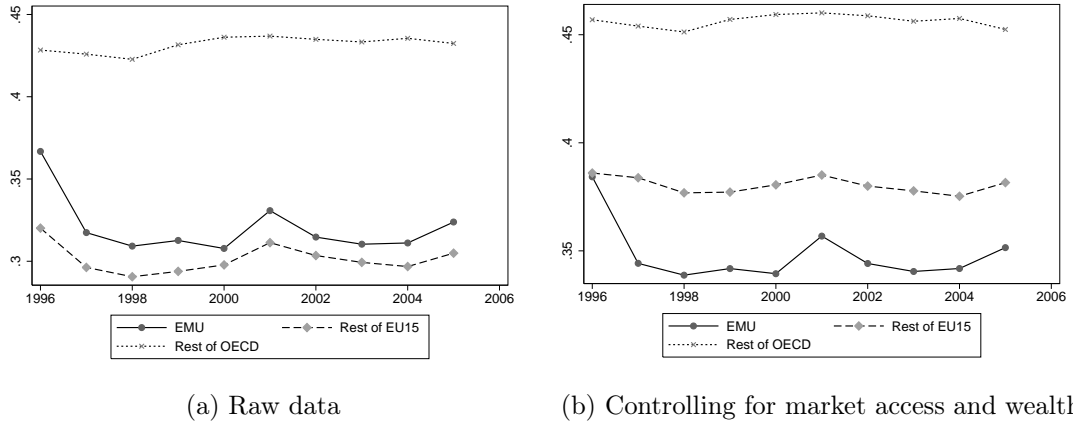 .45
.4
.35
.3
1996 1998 2000 2002 2004 2006
EMU Rest of EU15
Rest of OECD
(a) Raw data
.45
.4
.35
1996 1998 2000 2002 2004 2006
EMU Rest of EU15
Rest of OECD
(b) Controlling for market access and wealth